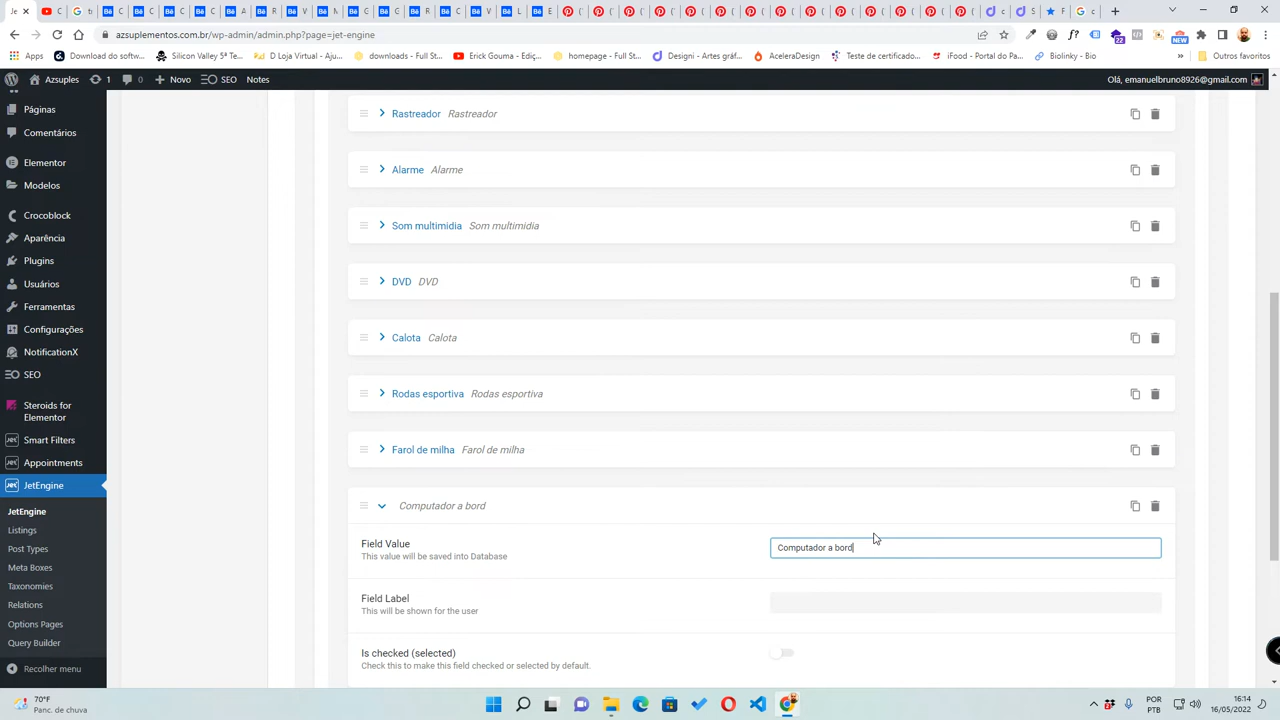 Je
G
tr
C
C
C
C
A
R
V
N
C
C
R
V
L
E
(
(
(
(
(
(
(
(
(
(
(
(
(
(
c
S
G
azsuplementos.com.br/wp-admin/admin.php?page=jet-engine
f?
22
NEW
Apps
Download do softw...
Silicon Valley 5ª Te...
D Loja Virtual - Aju...
downloads - Full St...
Erick Gouma - Ediç...
homepage - Full St...
Designi - Artes gráf...
AceleraDesign
Teste de certificado...
iFood - Portal do Pa...
Biolinky - Bio
»
Outros favoritos
Azsuples
1
0
Novo
SEO
Notes
Olá, emanuelbruno8926@gmail.com
Páginas
Comentários
Elementor
Modelos
Crocoblock
Aparência
Plugins
Usuários
Ferramentas
Configurações
NotificationX
SEO
Steroids for
Elementor
Smart Filters
Appointments
JetEngine
JetEngine
Listings
Post Types
Meta Boxes
Taxonomies
Relations
Options Pages
Query Builder
Recolher menu
Rastreador Rastreador
Alarme Alarme
Som multimidia Som multimidia
DVD DVD
Calota Calota
Rodas esportiva Rodas esportiva
Farol de milha Farol de milha
Computador a bord
Field Value
This value will be saved into Database
Computador a bord
Field Label
This will be shown for the user
Is checked (selected)
Check this to make this field checked or selected by default.
70°F
Panc. de chuva
POR
PTB
16:14
16/05/2022